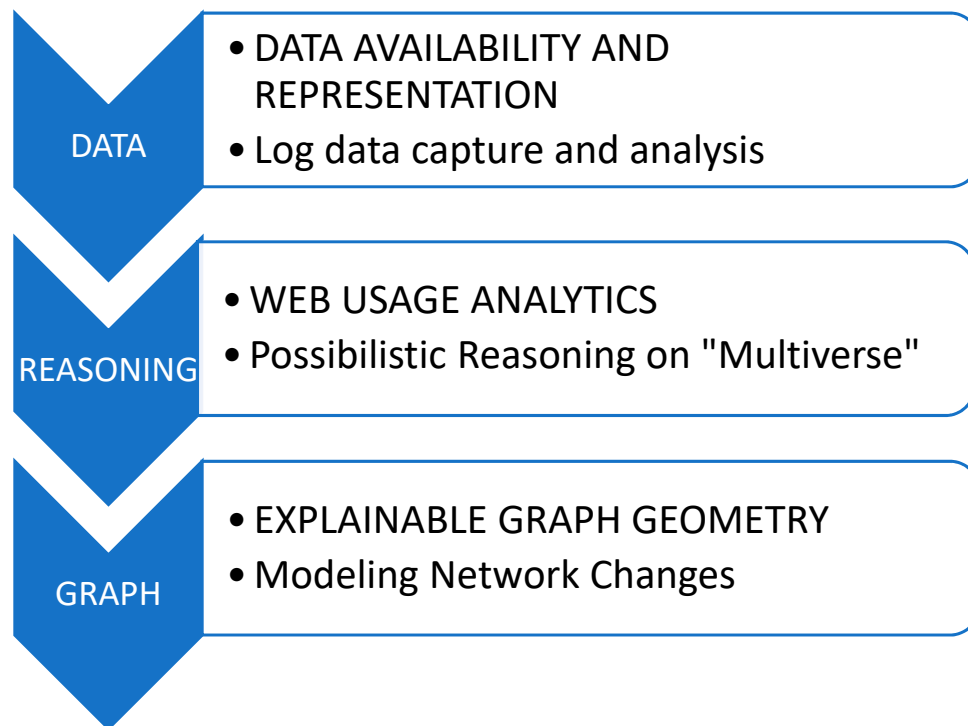 DATA
• DATA AVAILABILITY AND
REPRESENTATION
• Log data capture and analysis
REASONING
• WEB USAGE ANALYTICS
• Possibilistic Reasoning on "Multiverse"
GRAPH
• EXPLAINABLE GRAPH GEOMETRY
• Modeling Network Changes